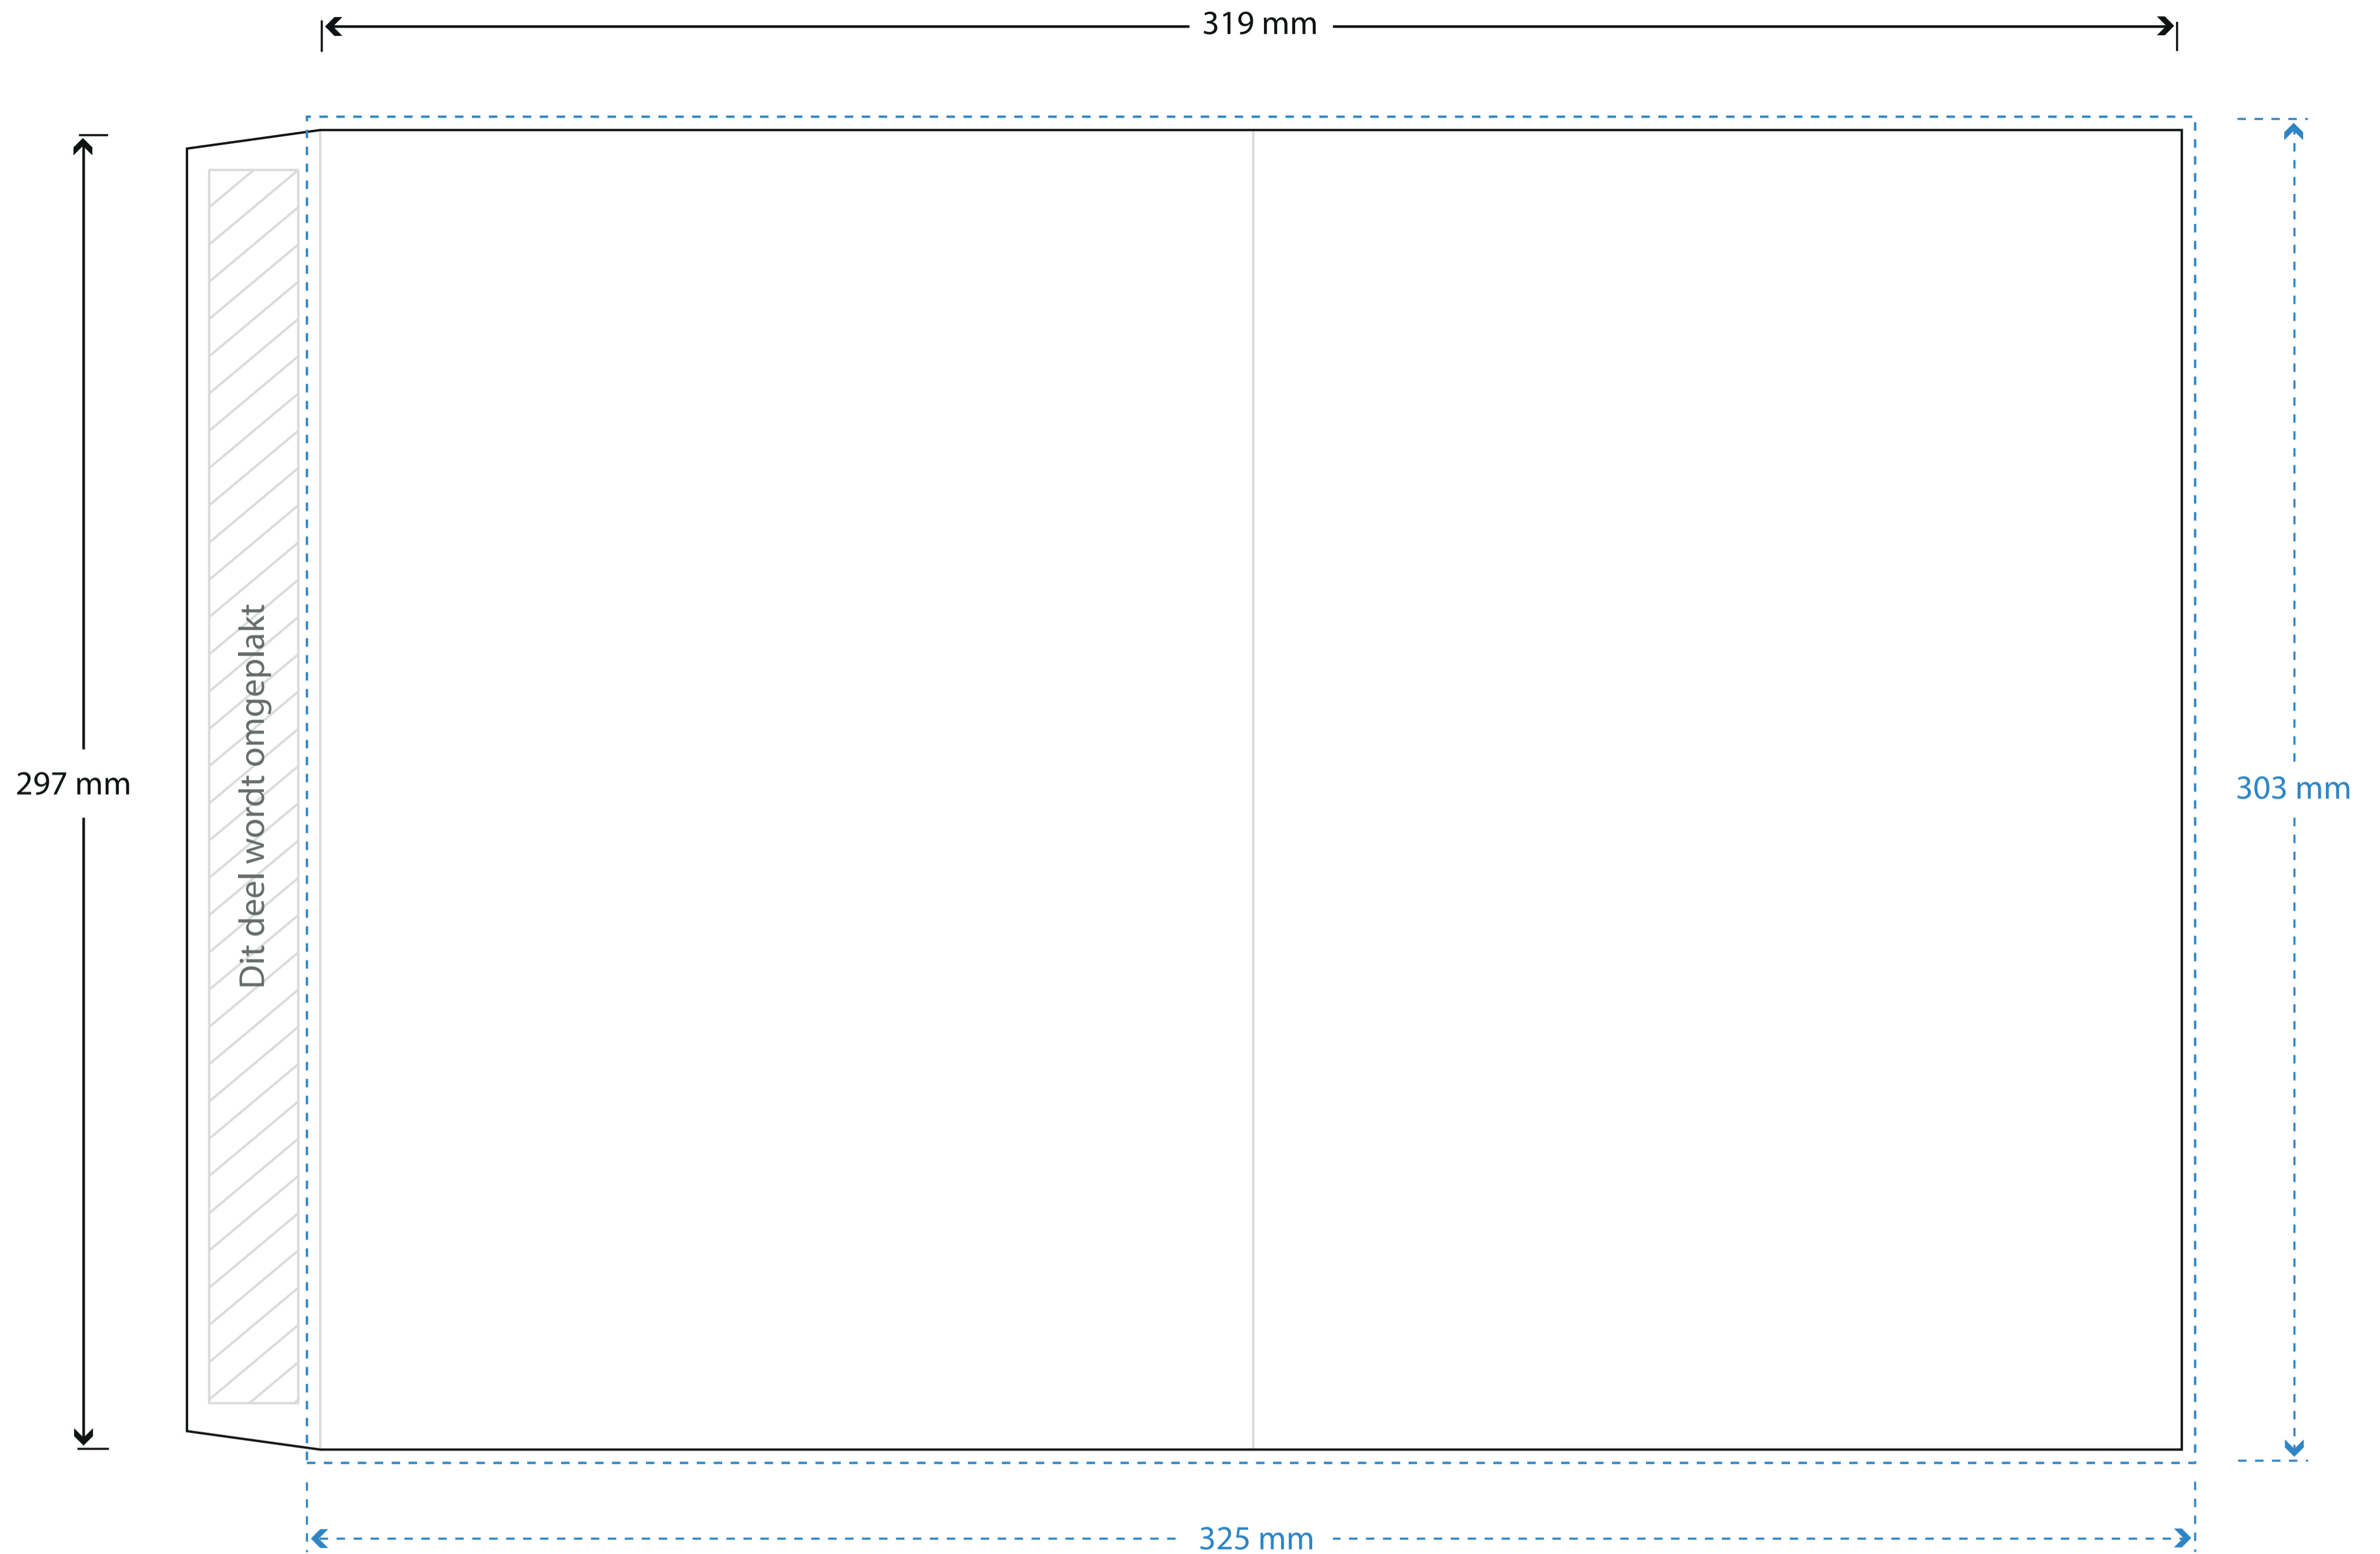 319 mm
297 mm
Dit deel wordt omgeplakt
303 mm
325 mm